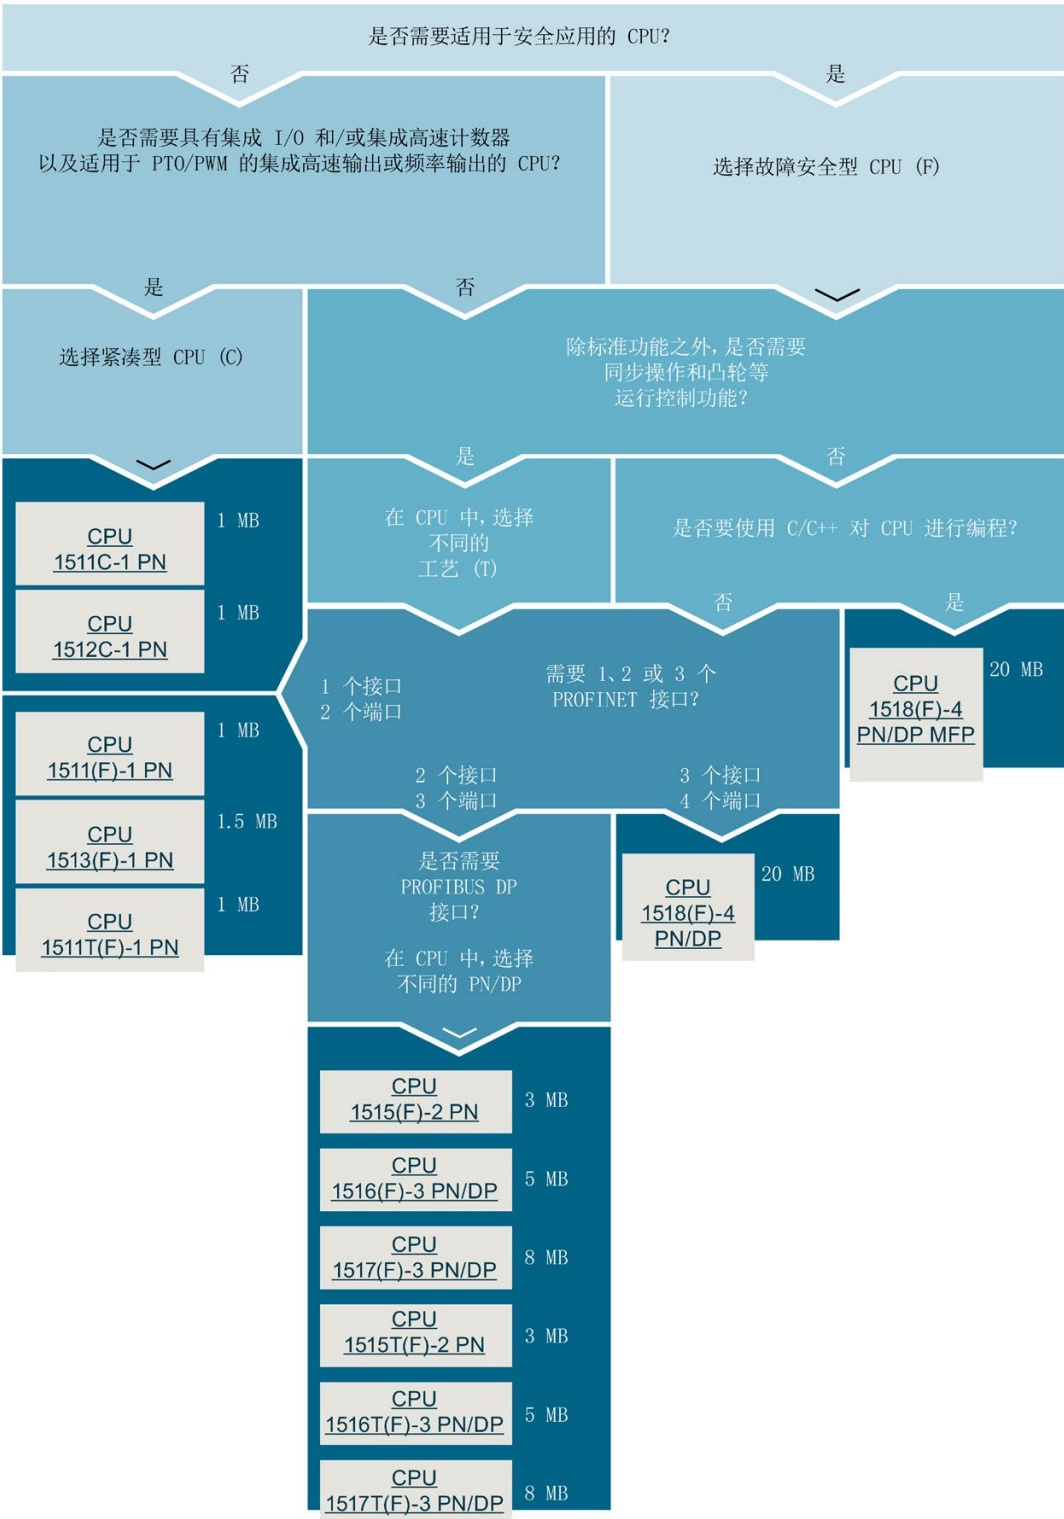 是否需要适用于安全应用的 CPU?
否
是
是否需要具有集成 I/O 和/或集成高速计数器
以及适用于 PTO/PWM 的集成高速输出或频率输出的 CPU?
选择故障安全型 CPU (F)
是
否
选择紧凑型 CPU (C)
除标准功能之外,是否需要
同步操作和凸轮等
运行控制功能?
是
否
CPU
1511C-1 PN
1 MB
CPU
1512C-1 PN
1 MB
在 CPU 中,选择
不同的
工艺 (T)
是否要使用 C/C++ 对 CPU 进行编程?
否
是
需要 1、2 或 3 个
PROFINET 接口?
1 个接口
2 个端口
CPU
1518(F)-4
PN/DP MFP
20 MB
CPU
1511(F)-1 PN
1 MB
CPU
1513(F)-1 PN
1.5 MB
CPU
1511T(F)-1 PN
1 MB
2 个接口
3 个端口
3 个接口
4 个端口
是否需要
PROFIBUS DP
接口?
在 CPU 中,选择
不同的 PN/DP
CPU
1518(F)-4
PN/DP
20 MB
CPU
1515(F)-2 PN
3 MB
CPU
1516(F)-3 PN/DP
5 MB
CPU
1517(F)-3 PN/DP
8 MB
CPU
1515T(F)-2 PN
3 MB
CPU
1516T(F)-3 PN/DP
5 MB
CPU
1517T(F)-3 PN/DP
8 MB